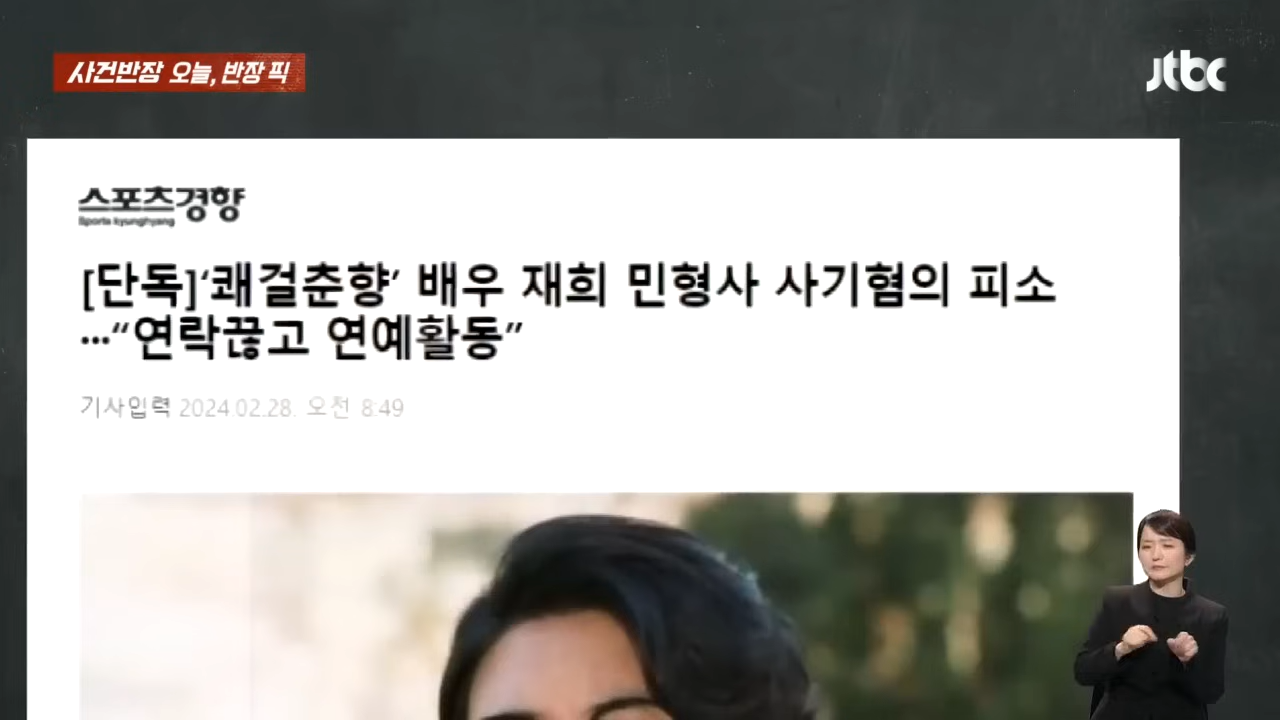 사건반장 오늘, 반장 픽
jtbc
스포츠경향
Sports kyunghyang
[단독]‘쾌걸춘향’ 배우 재희 민형사 사기혐의 피소
…“연락끊고 연예활동”
기사입력 2024.02.28. 오전 8:49